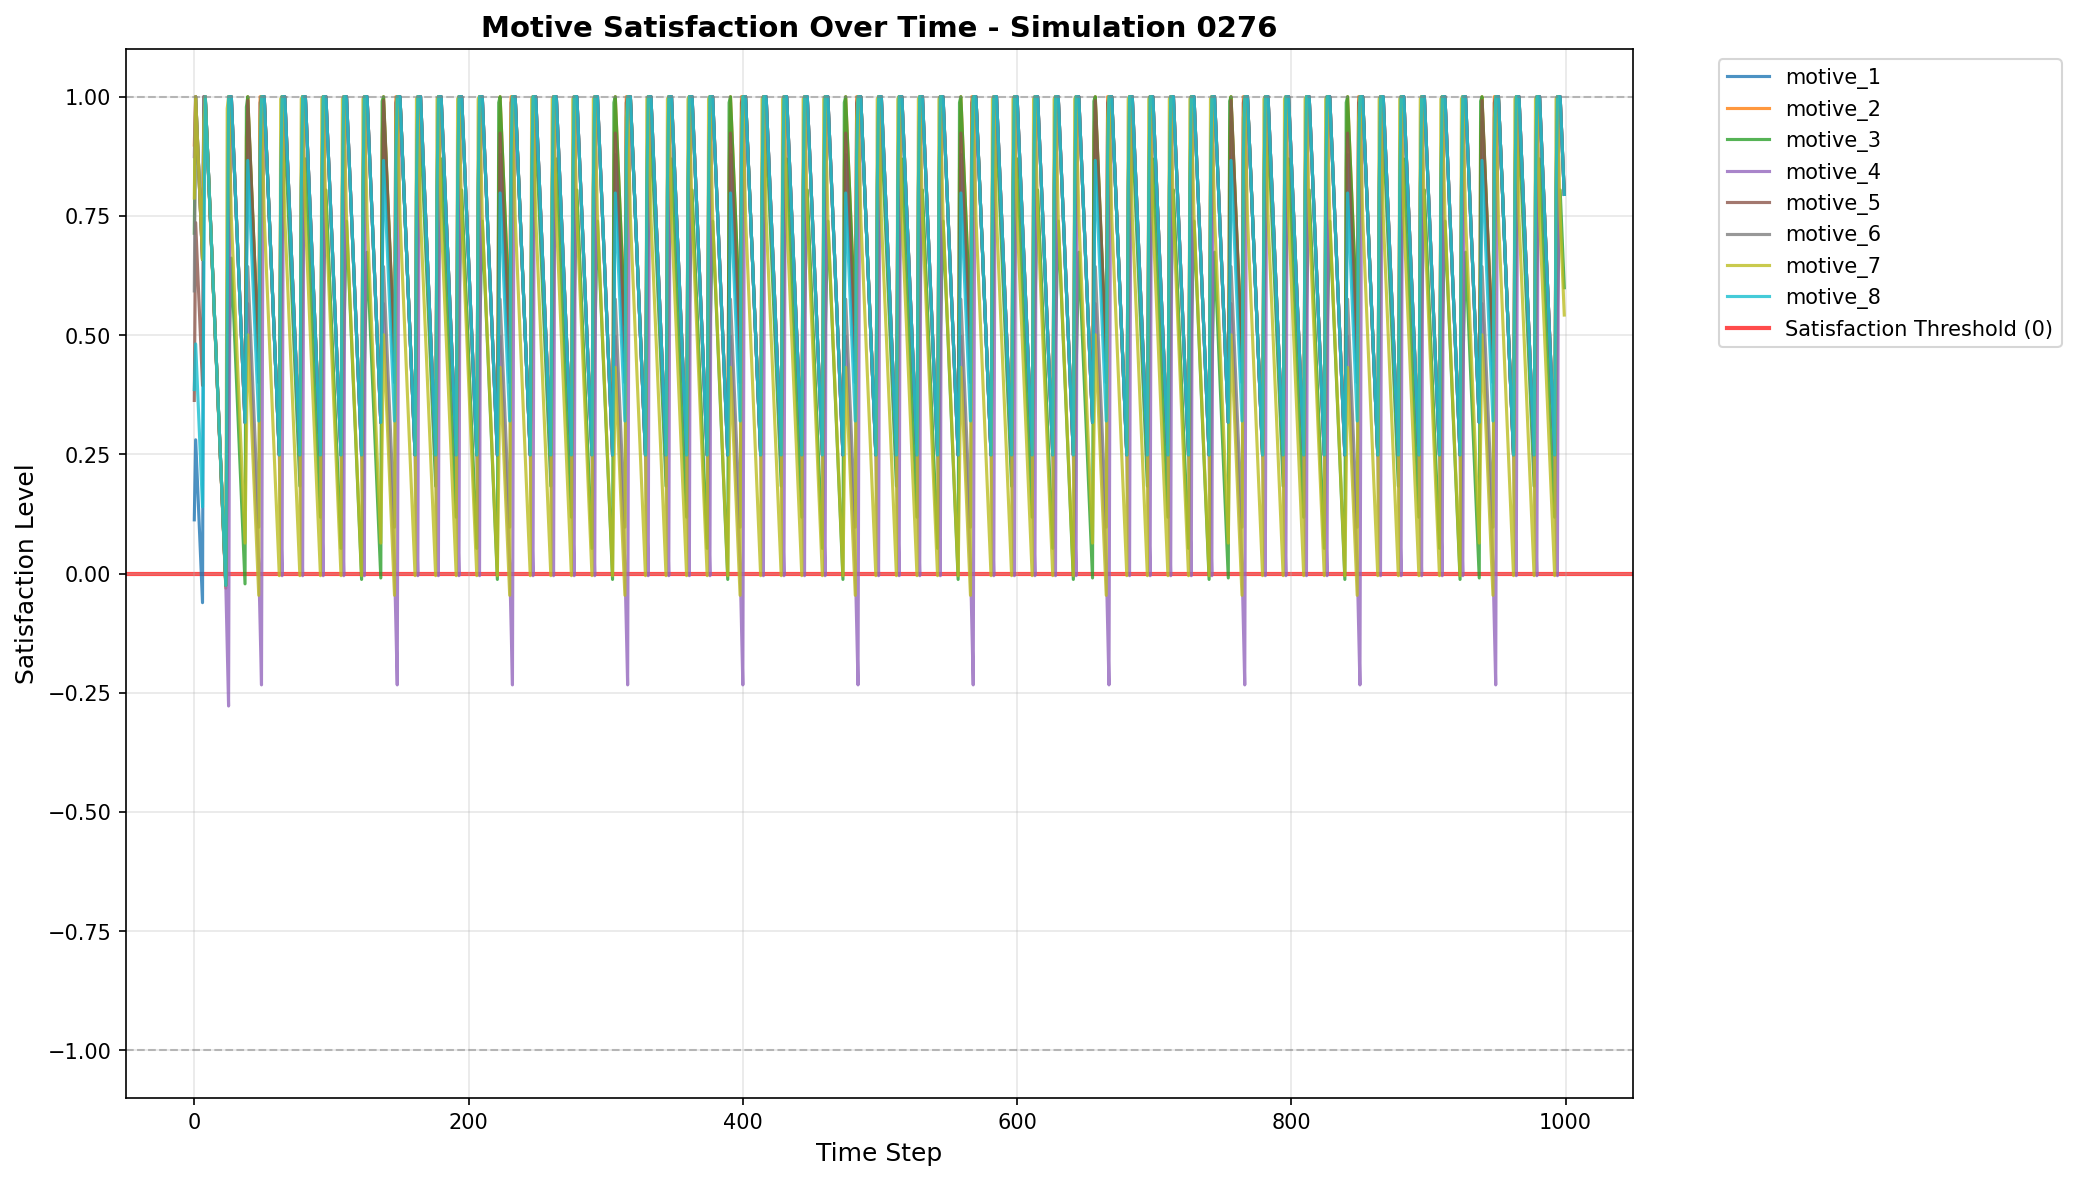 Motive Satisfaction Over Time - Simulation 0276
1.00
0.75
0.50
0.25
0.00
−0.25
−0.50
−0.75
−1.00
Satisfaction Level
0
200
400
600
800
1000
Time Step
motive_1
motive_2
motive_3
motive_4
motive_5
motive_6
motive_7
motive_8
Satisfaction Threshold (0)